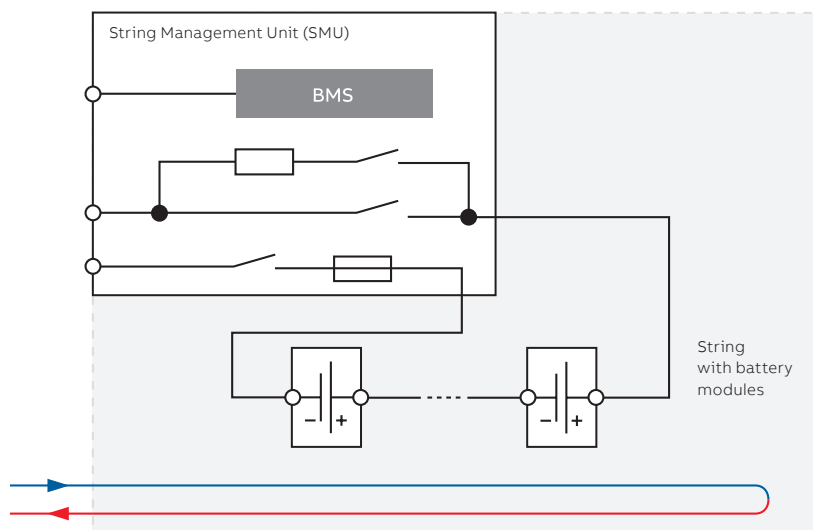 String Management Unit (SMU)
BMS
String
with battery
modules
− +
− +